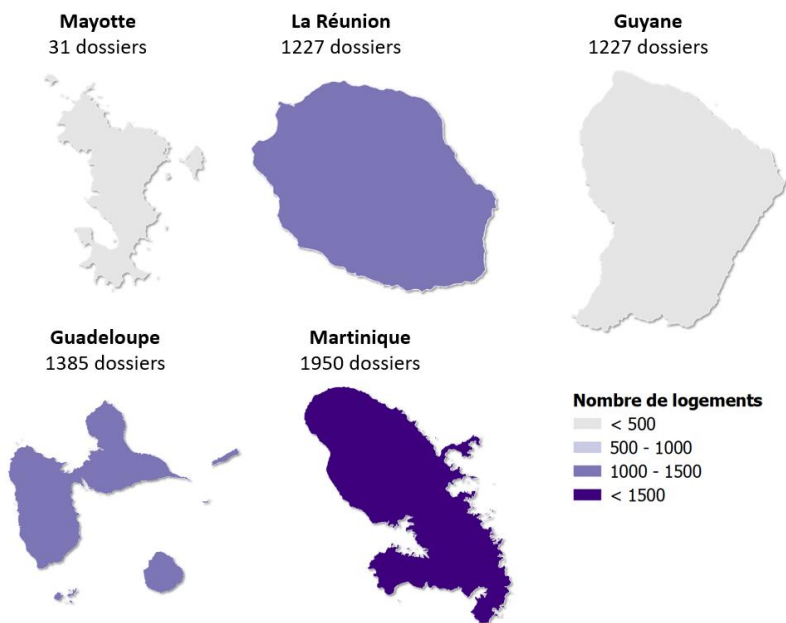 Mayotte
31 dossiers
La Réunion
1227 dossiers
Guyane
1227 dossiers
Guadeloupe
1385 dossiers
Martinique
1950 dossiers
Nombre de logements
< 500
500 - 1000
1000 - 1500
< 1500